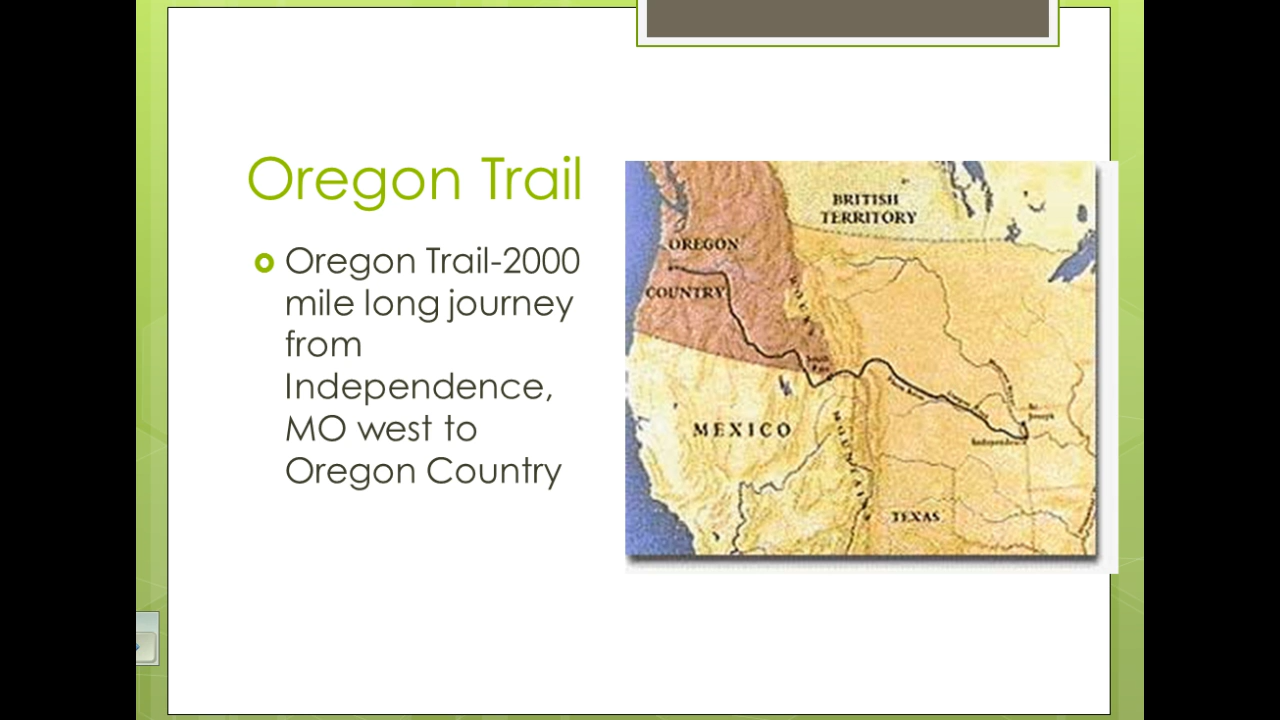 Oregon Trail
Oregon Trail-2000
mile long journey
from
Independence,
MO west to
Oregon Country
BRITISH
TERRITORY
OREGON
COUNTRY
MEXICO
Independence
TEXAS